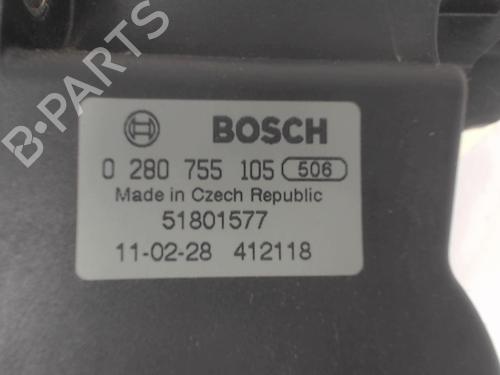 B-PARTS
BOSCH
0 280 755 105 506
Made in Czech Republic
51801577
11-02-28 412118